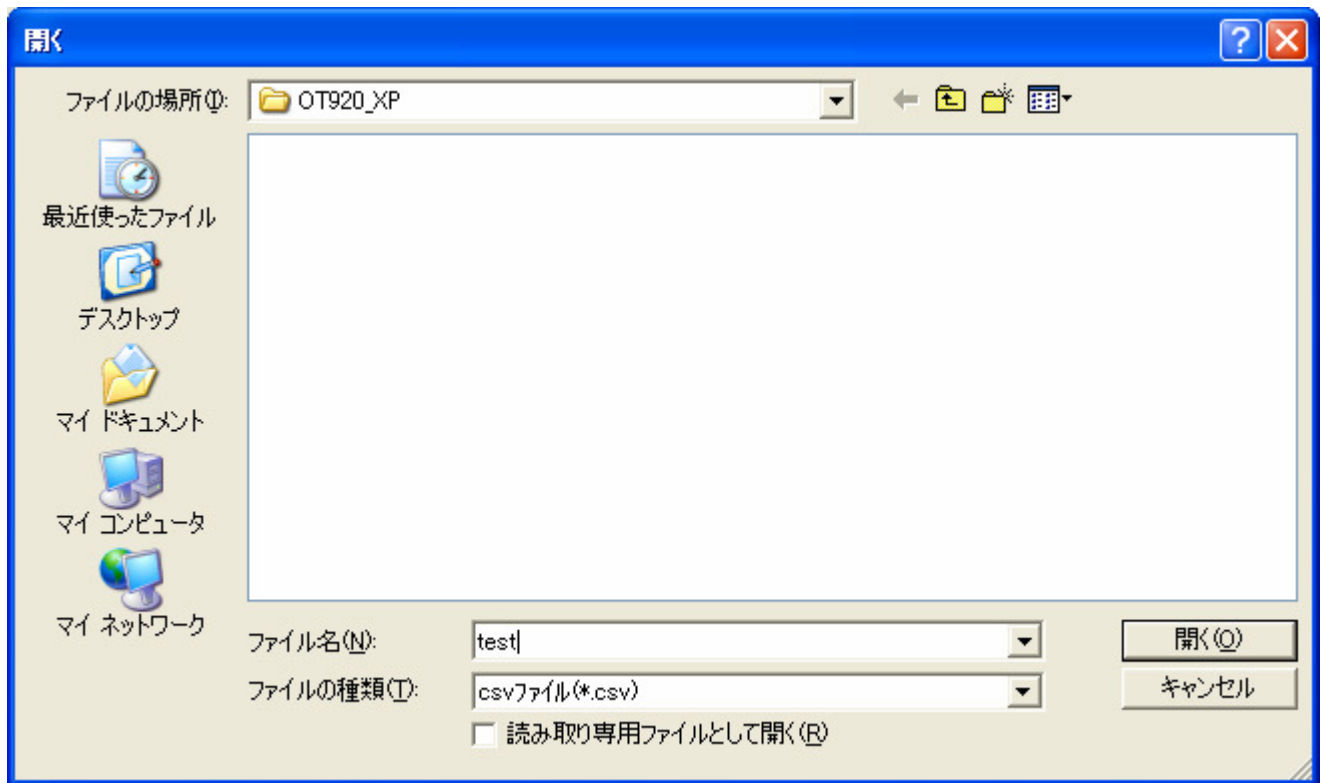 開く
ファイルの場所(I):
OT920_XP
最近使ったファイル
デスクトップ
マイ ドキュメント
マイ コンピュータ
マイ ネットワーク
ファイル名(N):
test
開く(O)
ファイルの種類(T):
csvファイル(*.csv)
キャンセル
読み取り専用ファイルとして開く(R)